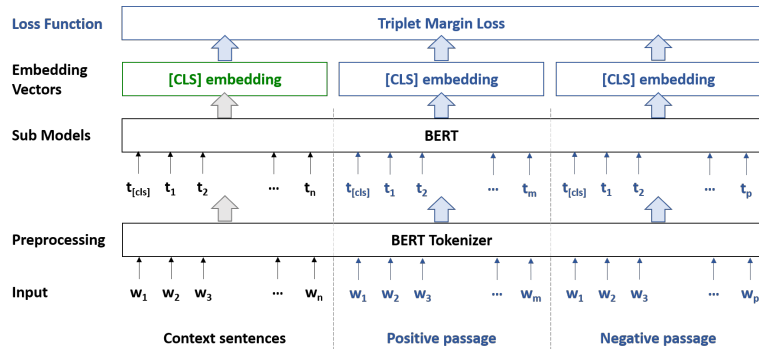 Loss Function Triplet Margin Loss
Embedding Vectors [CLS] embedding [CLS] embedding [CLS] embedding
Sub Models BERT
t[cls] t1 t2 ... tn t[cls] t1 t2 ... tm t[cls] t1 t2 ... tp
Preprocessing BERT Tokenizer
Input w1 w2 w3 ... wn w1 w2 w3 ... wm w1 w2 w3 ... wp
Context sentences Positive passage Negative passage